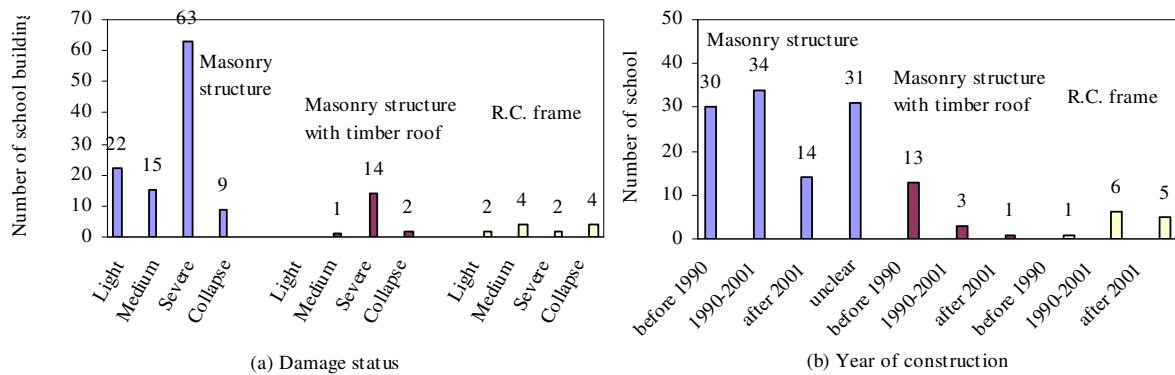 Number of school building
70
60
50
40
30
20
10
0
63
22
15
9
Masonry
structure
Masonry structure
with timber roof
14
1
2
R.C. frame
2
4
2
4
Light
Medium
Severe
Collapse
Light
Medium
Severe
Collapse
Light
Medium
Severe
Collapse
(a) Damage status
Number of school
50
40
30
20
10
0
Masonry structure
30
34
14
31
Masonry structure
with timber roof
13
3
1
R.C. frame
1
6
5
before 1990
1990-2001
after 2001
unclear
before 1990
1990-2001
after 2001
before 1990
1990-2001
after 2001
(b) Year of construction